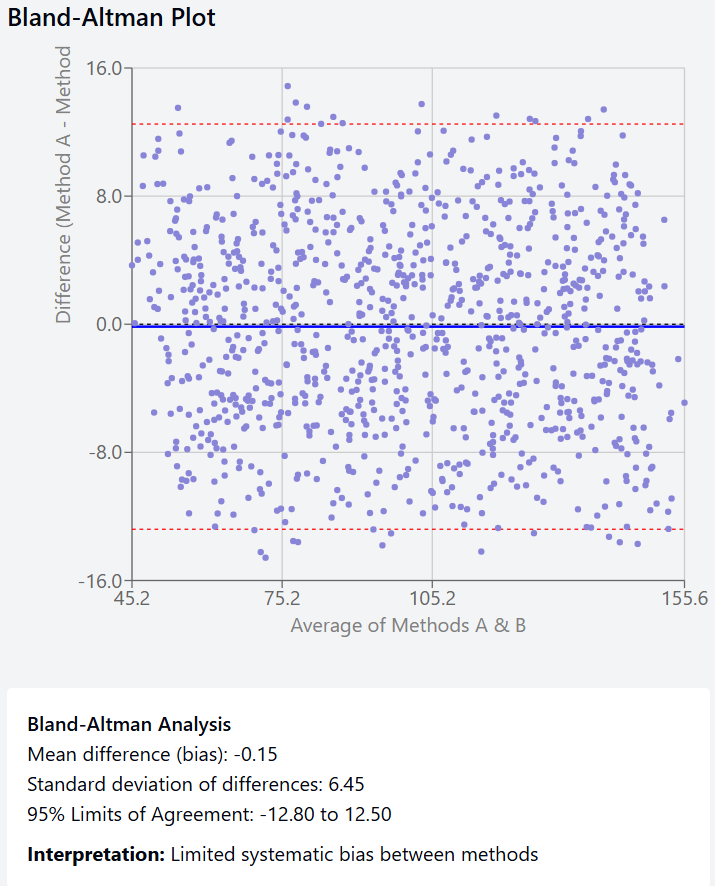 Bland-Altman Plot
Difference (Method A - Method
16.0
8.0
0.0
-8.0
-16.0
45.2 75.2 105.2 155.6
Average of Methods A & B
Bland-Altman Analysis
Mean difference (bias): -0.15
Standard deviation of differences: 6.45
95% Limits of Agreement: -12.80 to 12.50
Interpretation: Limited systematic bias between methods